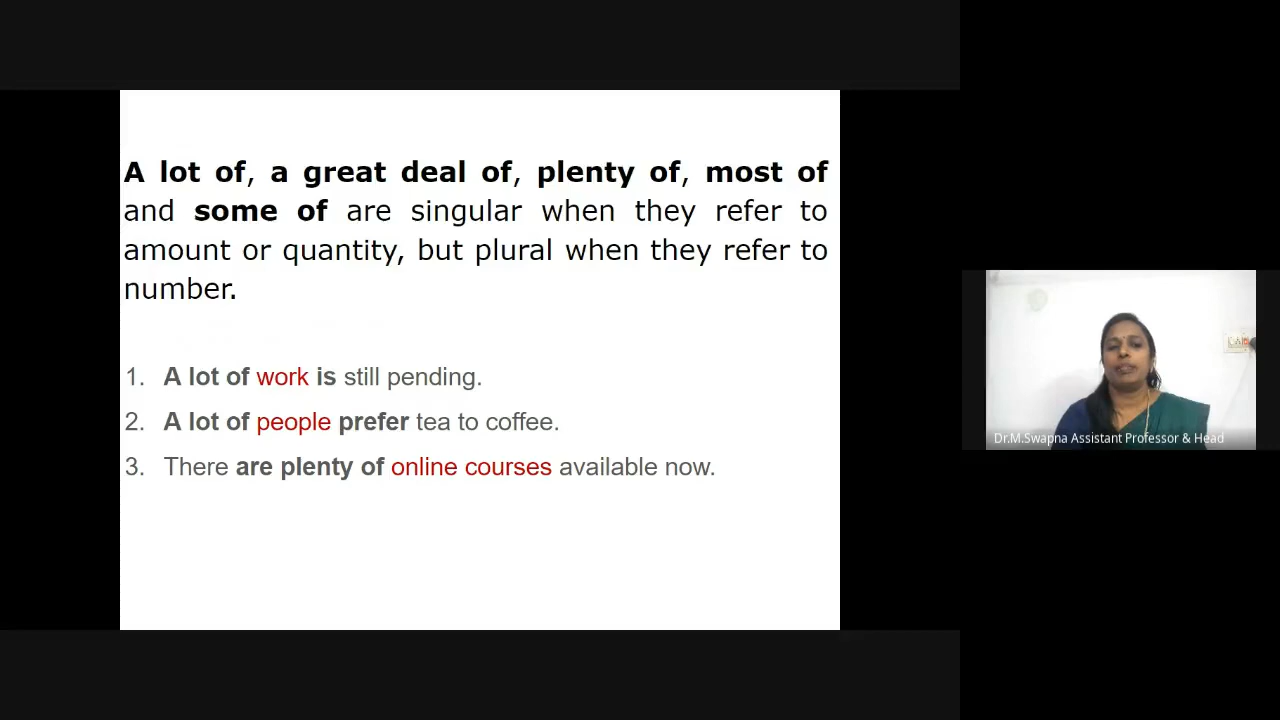 A lot of, a great deal of, plenty of, most of
and some of are singular when they refer to
amount or quantity, but plural when they refer to
number.
1. A lot of work is still pending.
2. A lot of people prefer tea to coffee.
3. There are plenty of online courses available now.
Dr.M.Swapna Assistant Professor & Head